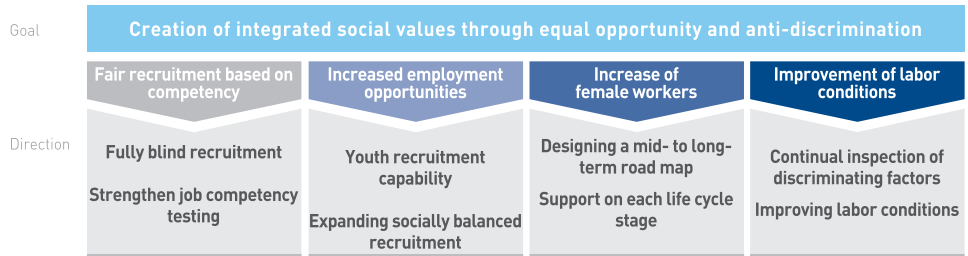 Goal
Creation of integrated social values through equal opportunity and anti-discrimination
Fair recruitment based on
competency
Increased employment
opportunities
Increase of
female workers
Improvement of labor
conditions
Direction
Fully blind recruitment
Strengthen job competency
testing
Youth recruitment
capability
Expanding socially balanced
recruitment
Designing a mid- to long-
term road map
Support on each life cycle
stage
Continual inspection of
discriminating factors
Improving labor conditions